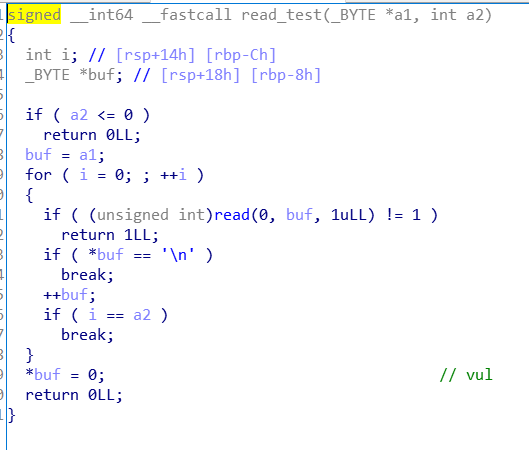 signed __int64 __fastcall read_test(_BYTE *a1, int a2)
{
  int i; // [rsp+14h] [rbp-Ch]
  _BYTE *buf; // [rsp+18h] [rbp-8h]

  if ( a2 <= 0 )
    return 0LL;
  buf = a1;
  for ( i = 0; ; ++i )
  {
    if ( (unsigned int)read(0, buf, 1uLL) != 1 )
      return 1LL;
    if ( *buf == '\n' )
      break;
    ++buf;
    if ( i == a2 )
      break;
  }
  *buf = 0; // vul
  return 0LL;
}